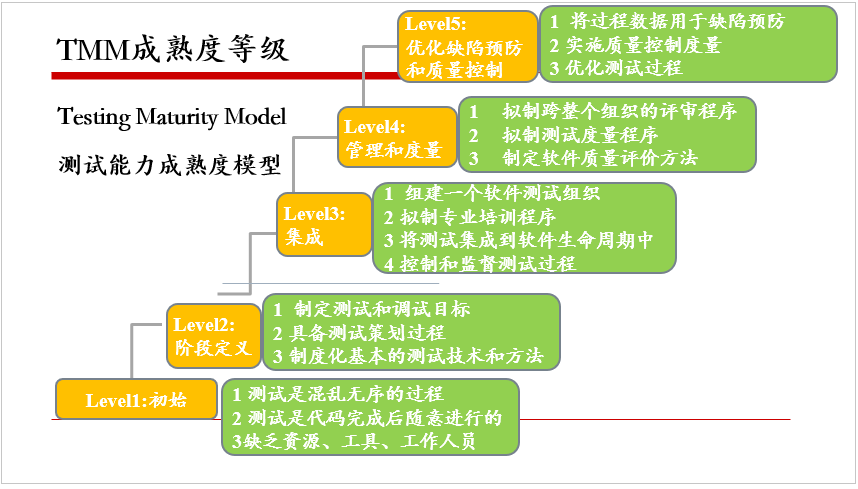 TMM成熟度等级
Testing Maturity Model
测试能力成熟度模型
Level5:
优化缺陷预防
和质量控制
1 将过程数据用于缺陷预防
2 实施质量控制度量
3 优化测试过程
Level4:
管理和度量
1 拟制跨整个组织的评审程序
2 拟制测试度量程序
3 制定软件质量评价方法
Level3:
集成
1 组建一个软件测试组织
2 拟制专业培训程序
3 将测试集成到软件生命周期中
4 控制和监督测试过程
Level2:
阶段定义
1 制定测试和调试目标
2 具备测试策划过程
3 制度化基本的测试技术和方法
Level1:初始
1 测试是混乱无序的过程
2 测试是代码完成后随意进行的
3缺乏资源、工具、工作人员